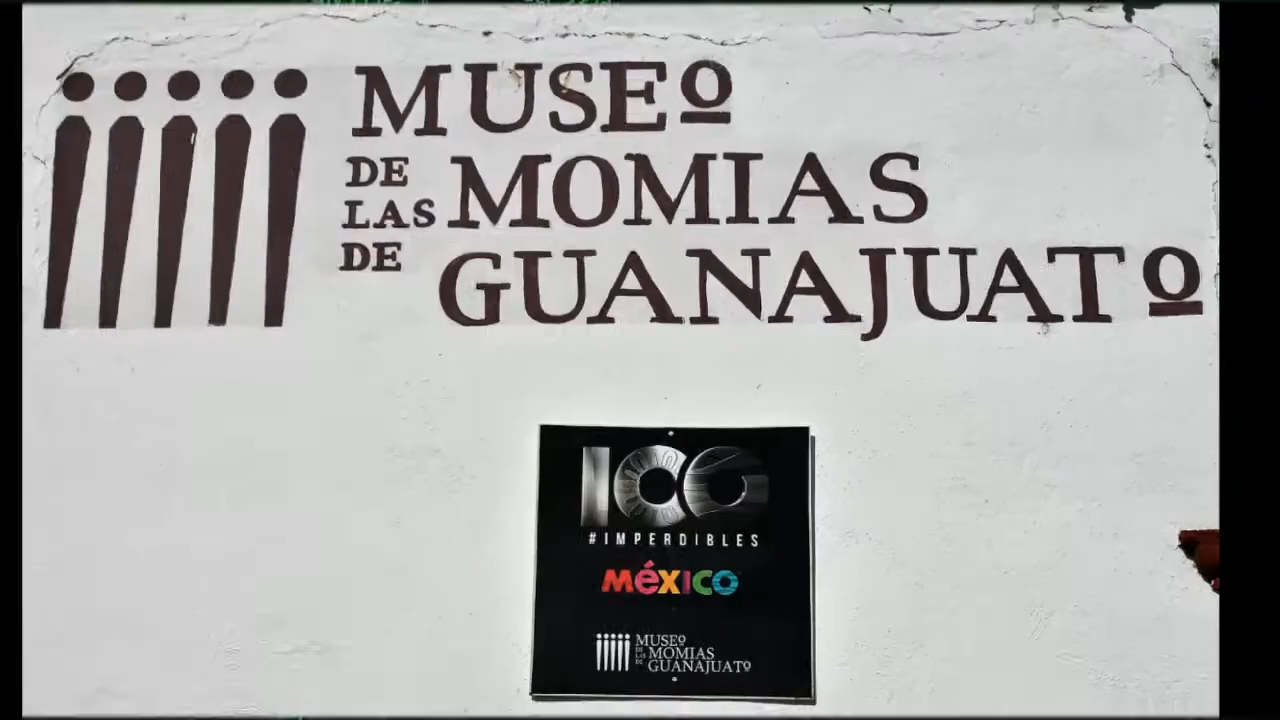 MUSEO
DE LAS MOMIAS
DE GUANAJUATO
100
#IMPERDIBLES
MéXICO
MUSEO
DE LAS MOMIAS
DE GUANAJUATO